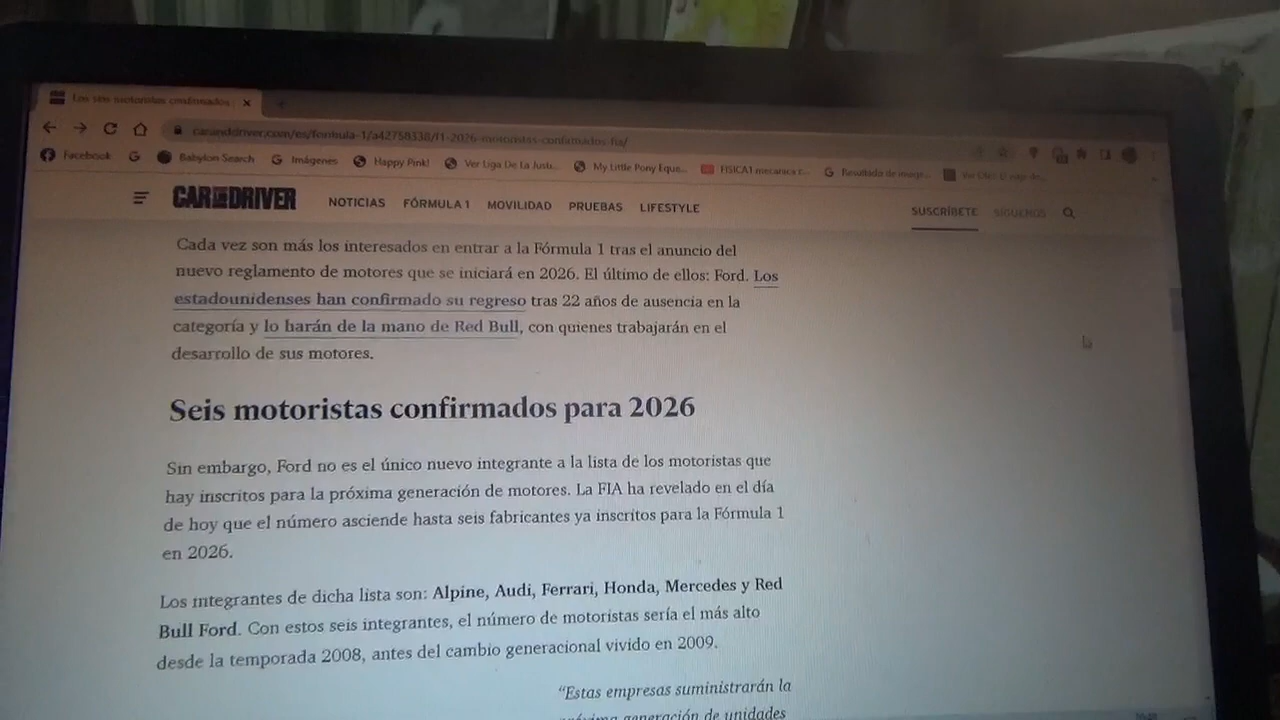 Los seis motoristas confirmados
caranddriver.com/es/formula-1/a42758338/f1-2026-motoristas-confirmados-fia/
Facebook
Babylon Search
Imágenes
Happy Pink!
Ver Liga De La Justi...
My Little Pony Eque...
FISICA1 mecanica t...
Resultado de image...
CAR AND DRIVER
NOTICIAS
FÓRMULA 1
MOVILIDAD
PRUEBAS
LIFESTYLE
SUSCRÍBETE
SÍGUENOS
Cada vez son más los interesados en entrar a la Fórmula 1 tras el anuncio del
nuevo reglamento de motores que se iniciará en 2026. El último de ellos: Ford. Los
estadounidenses han confirmado su regreso tras 22 años de ausencia en la
categoría y lo harán de la mano de Red Bull, con quienes trabajarán en el
desarrollo de sus motores.
Seis motoristas confirmados para 2026
Sin embargo, Ford no es el único nuevo integrante a la lista de los motoristas que
hay inscritos para la próxima generación de motores. La FIA ha revelado en el día
de hoy que el número asciende hasta seis fabricantes ya inscritos para la Fórmula 1
en 2026.
Los integrantes de dicha lista son: Alpine, Audi, Ferrari, Honda, Mercedes y Red
Bull Ford. Con estos seis integrantes, el número de motoristas sería el más alto
desde la temporada 2008, antes del cambio generacional vivido en 2009.
“Estas empresas suministrarán la
próxima generación de unidades